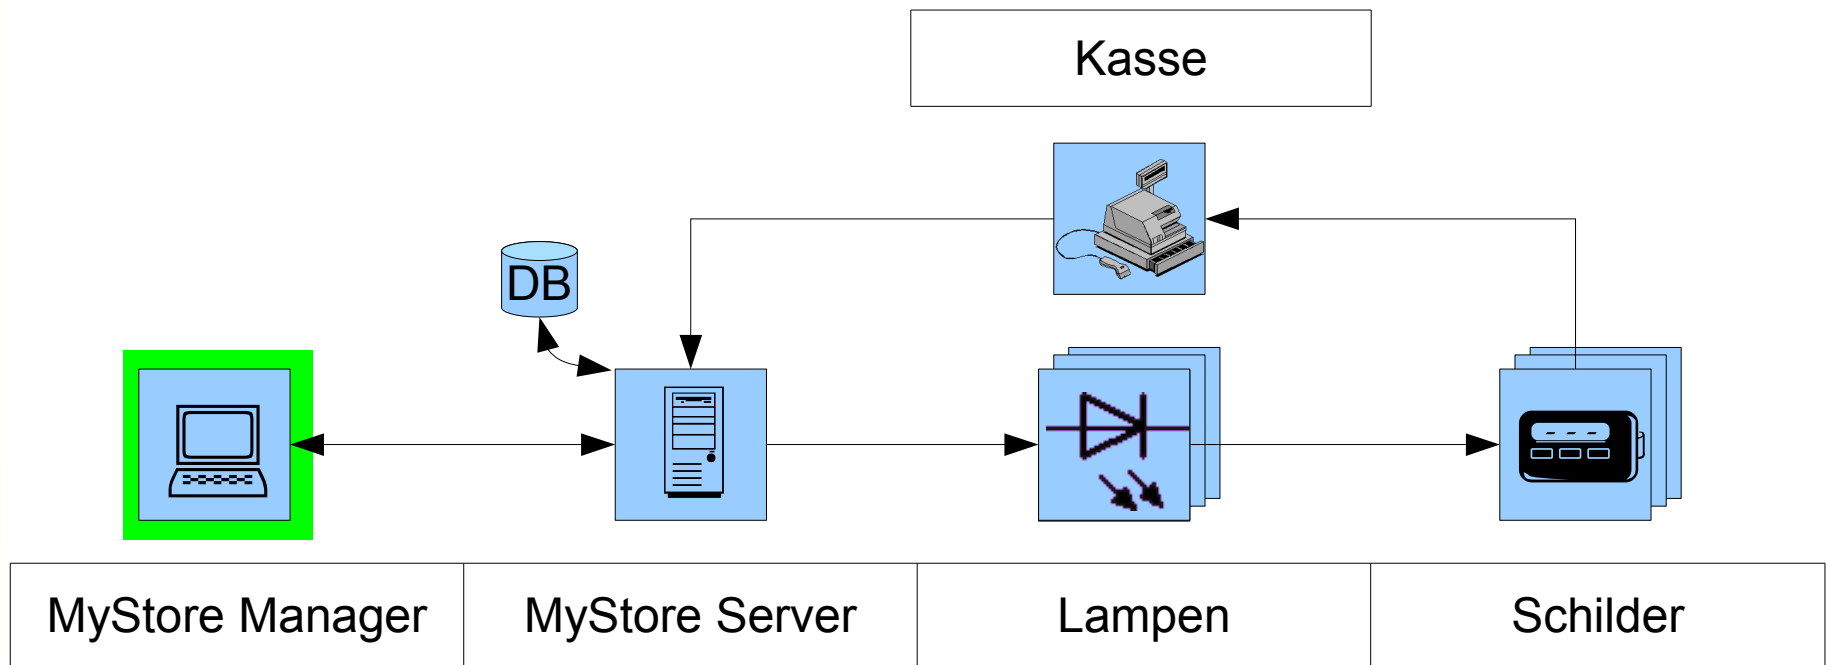 Kasse
DB
MyStore Manager
MyStore Server
Lampen
Schilder